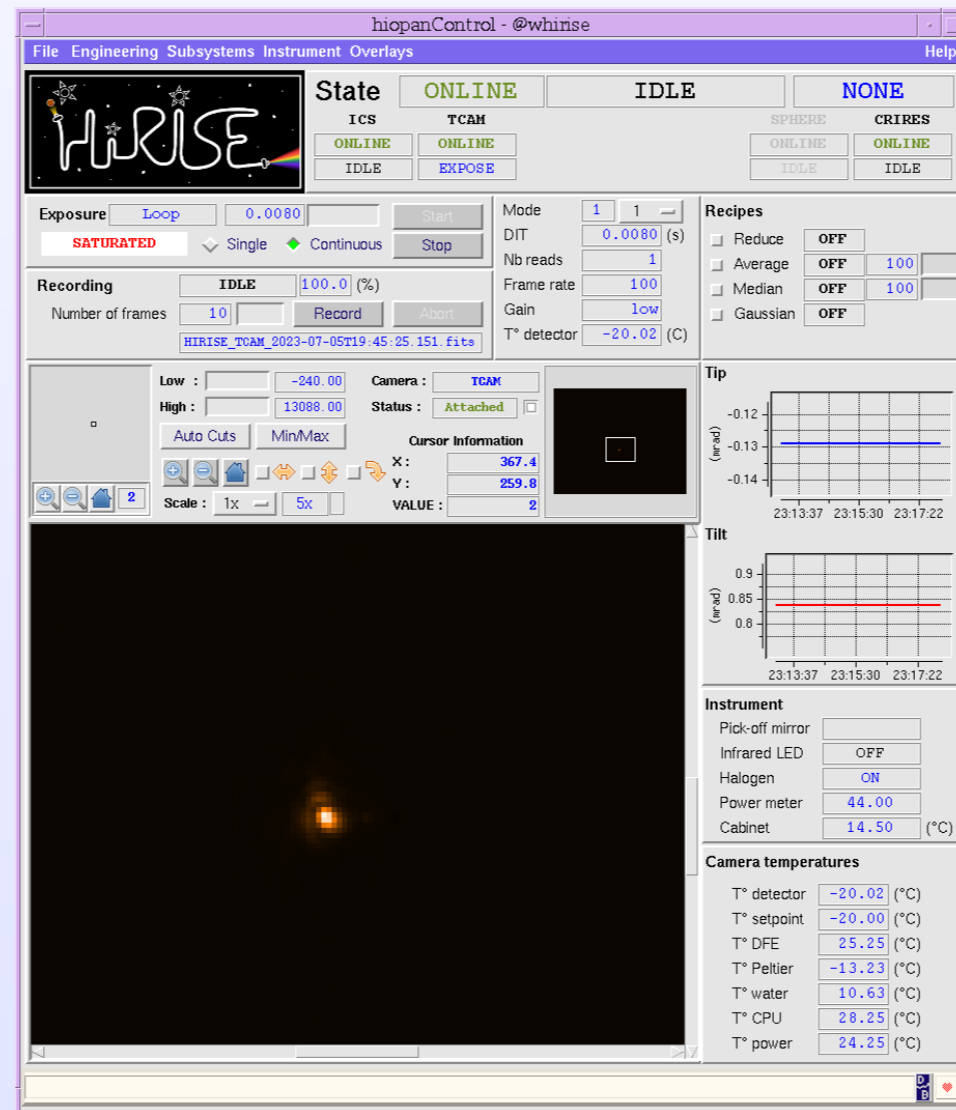 hiopanControl - @whirise
File Engineering Subsystems Instrument Overlays Help
HiRISE
State ONLINE IDLE NONE
ICS TCAM SPHERE CRIRES
ONLINE ONLINE ONLINE ONLINE
IDLE EXPOSE IDLE IDLE
Exposure Loop 0.0080 Start
SATURATED Single Continuous Stop
Recording IDLE 100.0 (%)
Number of frames 10 Record Abort
HIRISE_TCAM_2023-07-05T19:45:25.151.fits
Mode 1 1
DIT 0.0080 (s)
Nb reads 1
Frame rate 100
Gain low
T° detector -20.02 (C)
Recipes
Reduce OFF
Average OFF 100
Median OFF 100
Gaussian OFF
Low : -240.00 Camera : TCAM
High : 13088.00 Status : Attached
Auto Cuts Min/Max Cursor Information
X : 367.4
Y : 259.8
2 Scale : 1x 5x VALUE : 2
Tip
-0.12
-0.13
-0.14
(mrad)
23:13:37 23:15:30 23:17:22
Tilt
0.9
0.85
0.8
(mrad)
23:13:37 23:15:30 23:17:22
Instrument
Pick-off mirror
Infrared LED OFF
Halogen ON
Power meter 44.00
Cabinet 14.50 (°C)
Camera temperatures
T° detector -20.02 (°C)
T° setpoint -20.00 (°C)
T° DFE 25.25 (°C)
T° Peltier -13.23 (°C)
T° water 10.63 (°C)
T° CPU 28.25 (°C)
T° power 24.25 (°C)
D
B